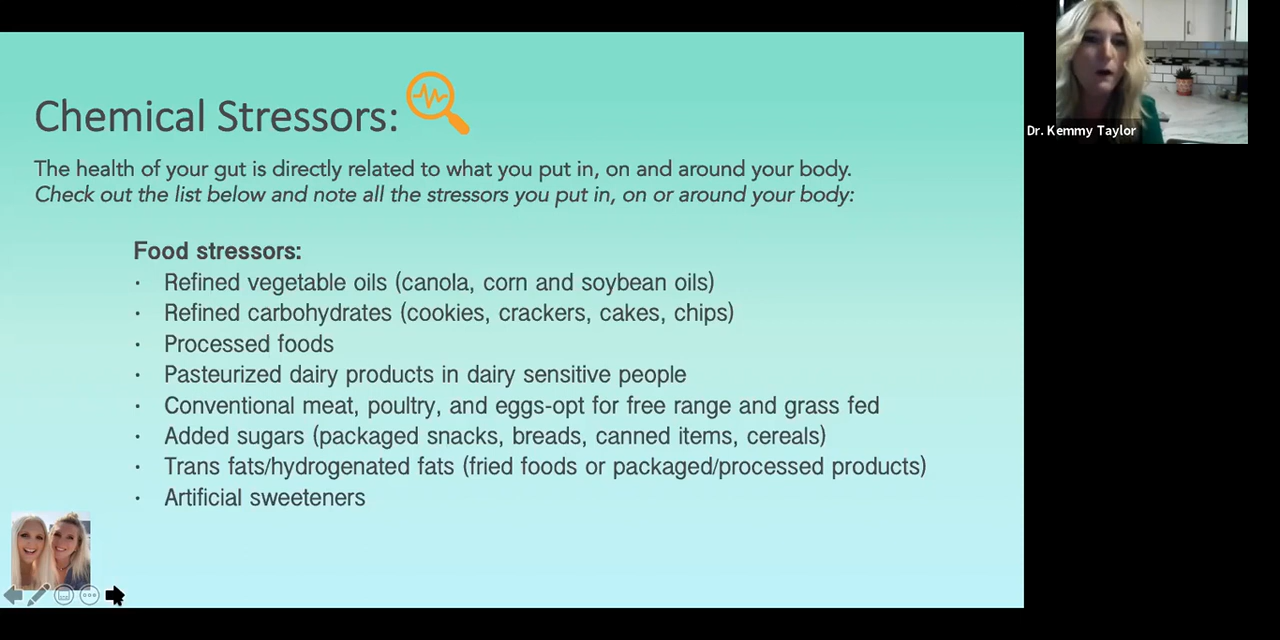 Chemical Stressors:
The health of your gut is directly related to what you put in, on and around your body.
Check out the list below and note all the stressors you put in, on or around your body:
Food stressors:
· Refined vegetable oils (canola, corn and soybean oils)
· Refined carbohydrates (cookies, crackers, cakes, chips)
· Processed foods
· Pasteurized dairy products in dairy sensitive people
· Conventional meat, poultry, and eggs-opt for free range and grass fed
· Added sugars (packaged snacks, breads, canned items, cereals)
· Trans fats/hydrogenated fats (fried foods or packaged/processed products)
· Artificial sweeteners
Dr. Kemmy Taylor